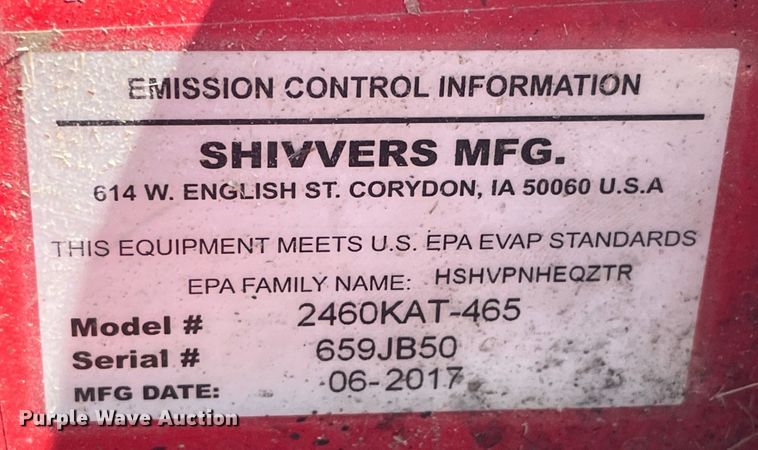 EMISSION CONTROL INFORMATION
SHIVVERS MFG.
614 W. ENGLISH ST. CORYDON, IA 50060 U.S.A
THIS EQUIPMENT MEETS U.S. EPA EVAP STANDARDS
EPA FAMILY NAME: HSHVPNHEQZTR
Model # 2460KAT-465
Serial # 659JB50
MFG DATE: 06-2017
Purple Wave Auction